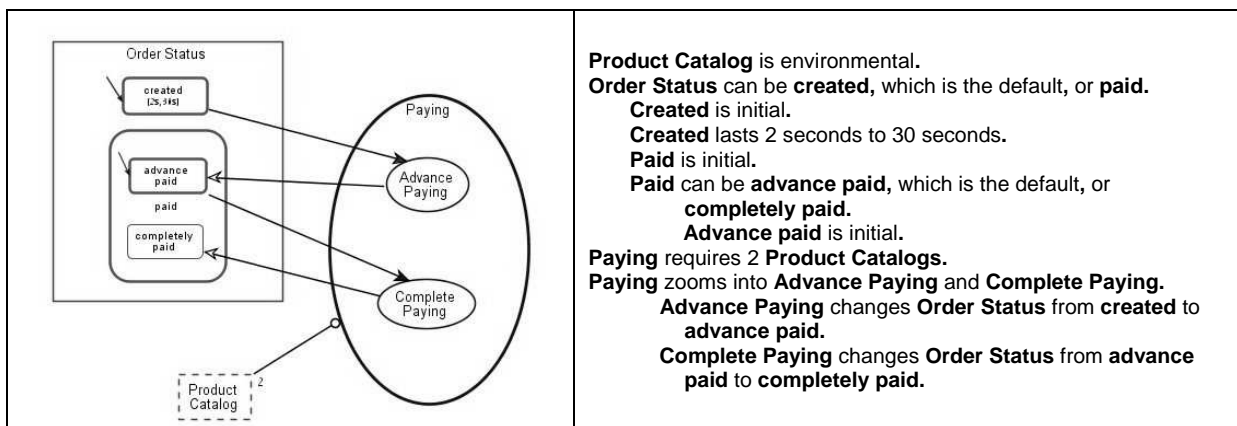 Order Status
created
Paying
advance
paid
Advance
Paying
paid
completely
paid
Complete
Paying
2
Product
Catalog
Product Catalog is environmental.
Order Status can be created, which is the default, or paid.
Created is initial.
Created lasts 2 seconds to 30 seconds.
Paid is initial.
Paid can be advance paid, which is the default, or
completely paid.
Advance paid is initial.
Paying requires 2 Product Catalogs.
Paying zooms into Advance Paying and Complete Paying.
Advance Paying changes Order Status from created to
advance paid.
Complete Paying changes Order Status from advance
paid to completely paid.